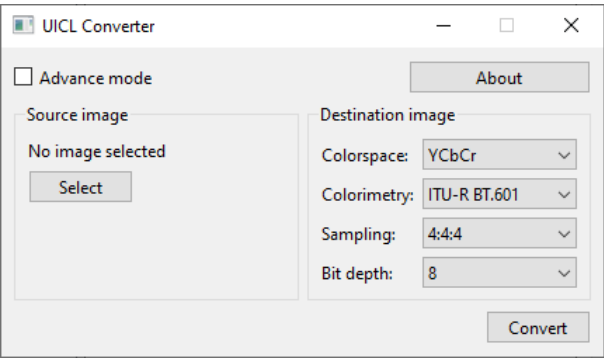 UICL Converter
Advance mode
About
Source image
No image selected
Select
Destination image
Colorspace: YCbCr
Colorimetry: ITU-R BT.601
Sampling: 4:4:4
Bit depth: 8
Convert